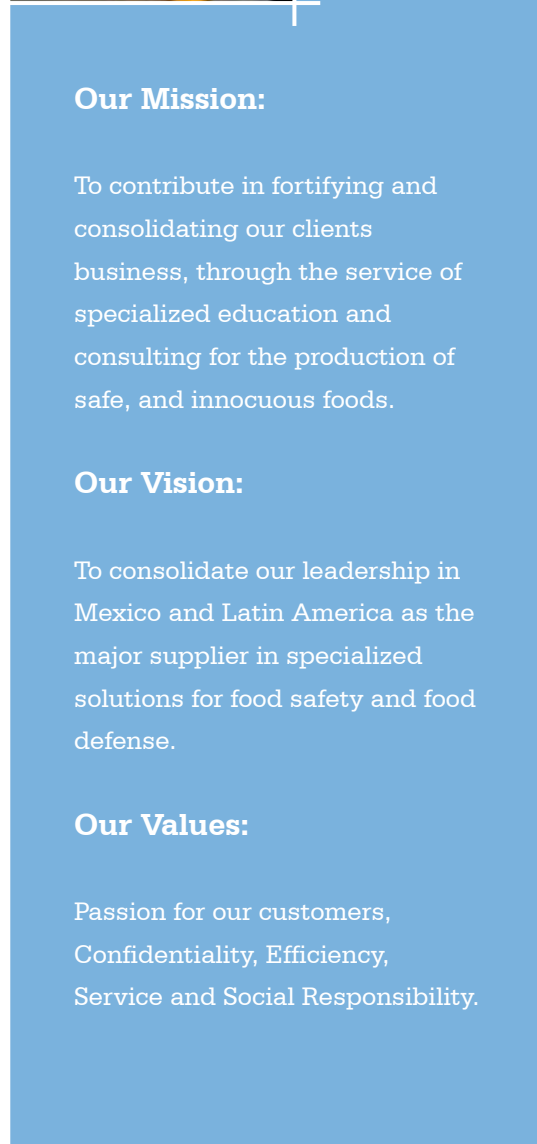 Our Mission:
To contribute in fortifying and
consolidating our clients
business, through the service of
specialized education and
consulting for the production of
safe, and innocuous foods.
Our Vision:
To consolidate our leadership in
Mexico and Latin America as the
major supplier in specialized
solutions for food safety and food
defense.
Our Values:
Passion for our customers,
Confidentiality, Efficiency,
Service and Social Responsibility.